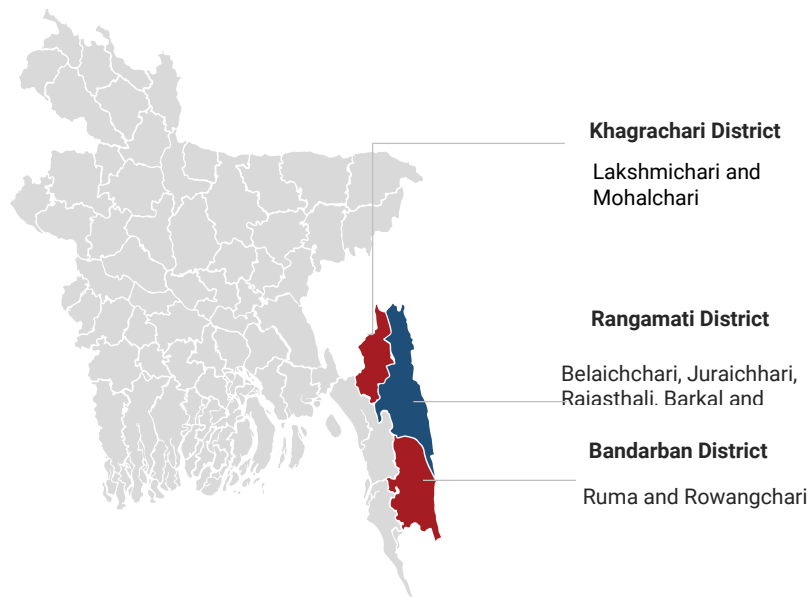 Khagrachari District
Lakshmichari and
Mohalchari
Rangamati District
Belaichchari, Juraichhari,
Rajasthali, Barkal and
Bandarban District
Ruma and Rowangchari